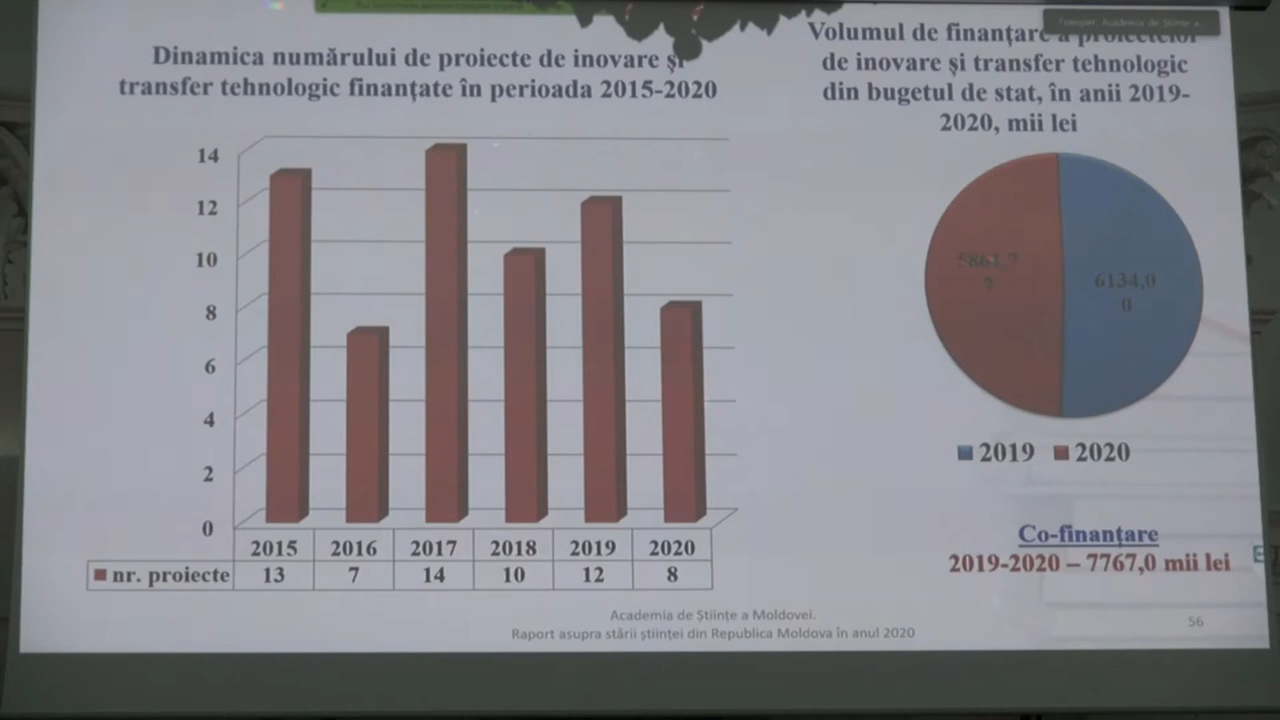 Dinamica numărului de proiecte de inovare și
transfer tehnologic finanțate în perioada 2015-2020
14
12
10
8
6
4
2
0
2015 2016 2017 2018 2019 2020
nr. proiecte 13 7 14 10 12 8
Volumul de finanțare a proiectelor
de inovare și transfer tehnologic
din bugetul de stat, în anii 2019-
2020, mii lei
6134,0
0
2019 2020
Co-finanțare
2019-2020 – 7767,0 mii lei
Academia de Științe a Moldovei.
Raport asupra stării științei din Republica Moldova în anul 2020
56